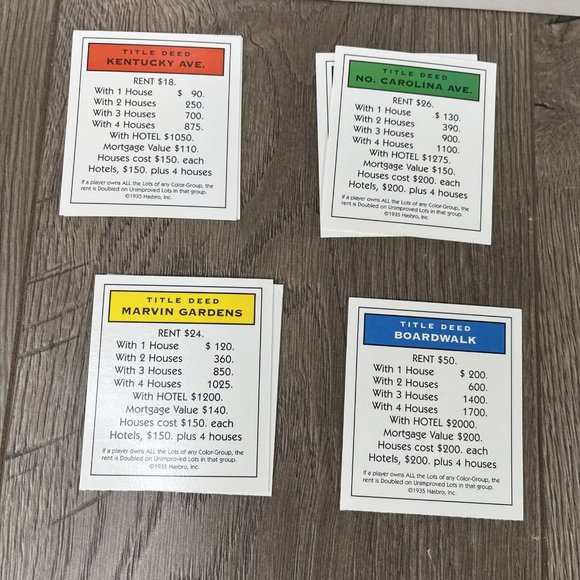 TITLE DEED
KENTUCKY AVE.
RENT $18.
With 1 House $ 90.
With 2 Houses 250.
With 3 Houses 700.
With 4 Houses 875.
With HOTEL $1050.
Mortgage Value $110.
Houses cost $150. each
Hotels, $150. plus 4 houses
If a player owns ALL the Lots of any Color-Group, the
rent is Doubled on Unimproved Lots in that group.
©1935 Hasbro, Inc.
TITLE DEED
NO. CAROLINA AVE.
RENT $26.
With 1 House $ 130.
With 2 Houses 390.
With 3 Houses 900.
With 4 Houses 1100.
With HOTEL $1275.
Mortgage Value $150.
Houses cost $200. each
Hotels, $200. plus 4 houses
If a player owns ALL the Lots of any Color-Group, the
rent is Doubled on Unimproved Lots in that group.
©1935 Hasbro, Inc.
TITLE DEED
MARVIN GARDENS
RENT $24.
With 1 House $ 120.
With 2 Houses 360.
With 3 Houses 850.
With 4 Houses 1025.
With HOTEL $1200.
Mortgage Value $140.
Houses cost $150. each
Hotels, $150. plus 4 houses
If a player owns ALL the Lots of any Color-Group, the
rent is Doubled on Unimproved Lots in that group.
©1935 Hasbro, Inc.
TITLE DEED
BOARDWALK
RENT $50.
With 1 House $ 200.
With 2 Houses 600.
With 3 Houses 1400.
With 4 Houses 1700.
With HOTEL $2000.
Mortgage Value $200.
Houses cost $200. each
Hotels, $200. plus 4 houses
If a player owns ALL the Lots of any Color-Group, the
rent is Doubled on Unimproved Lots in that group.
©1935 Hasbro, Inc.